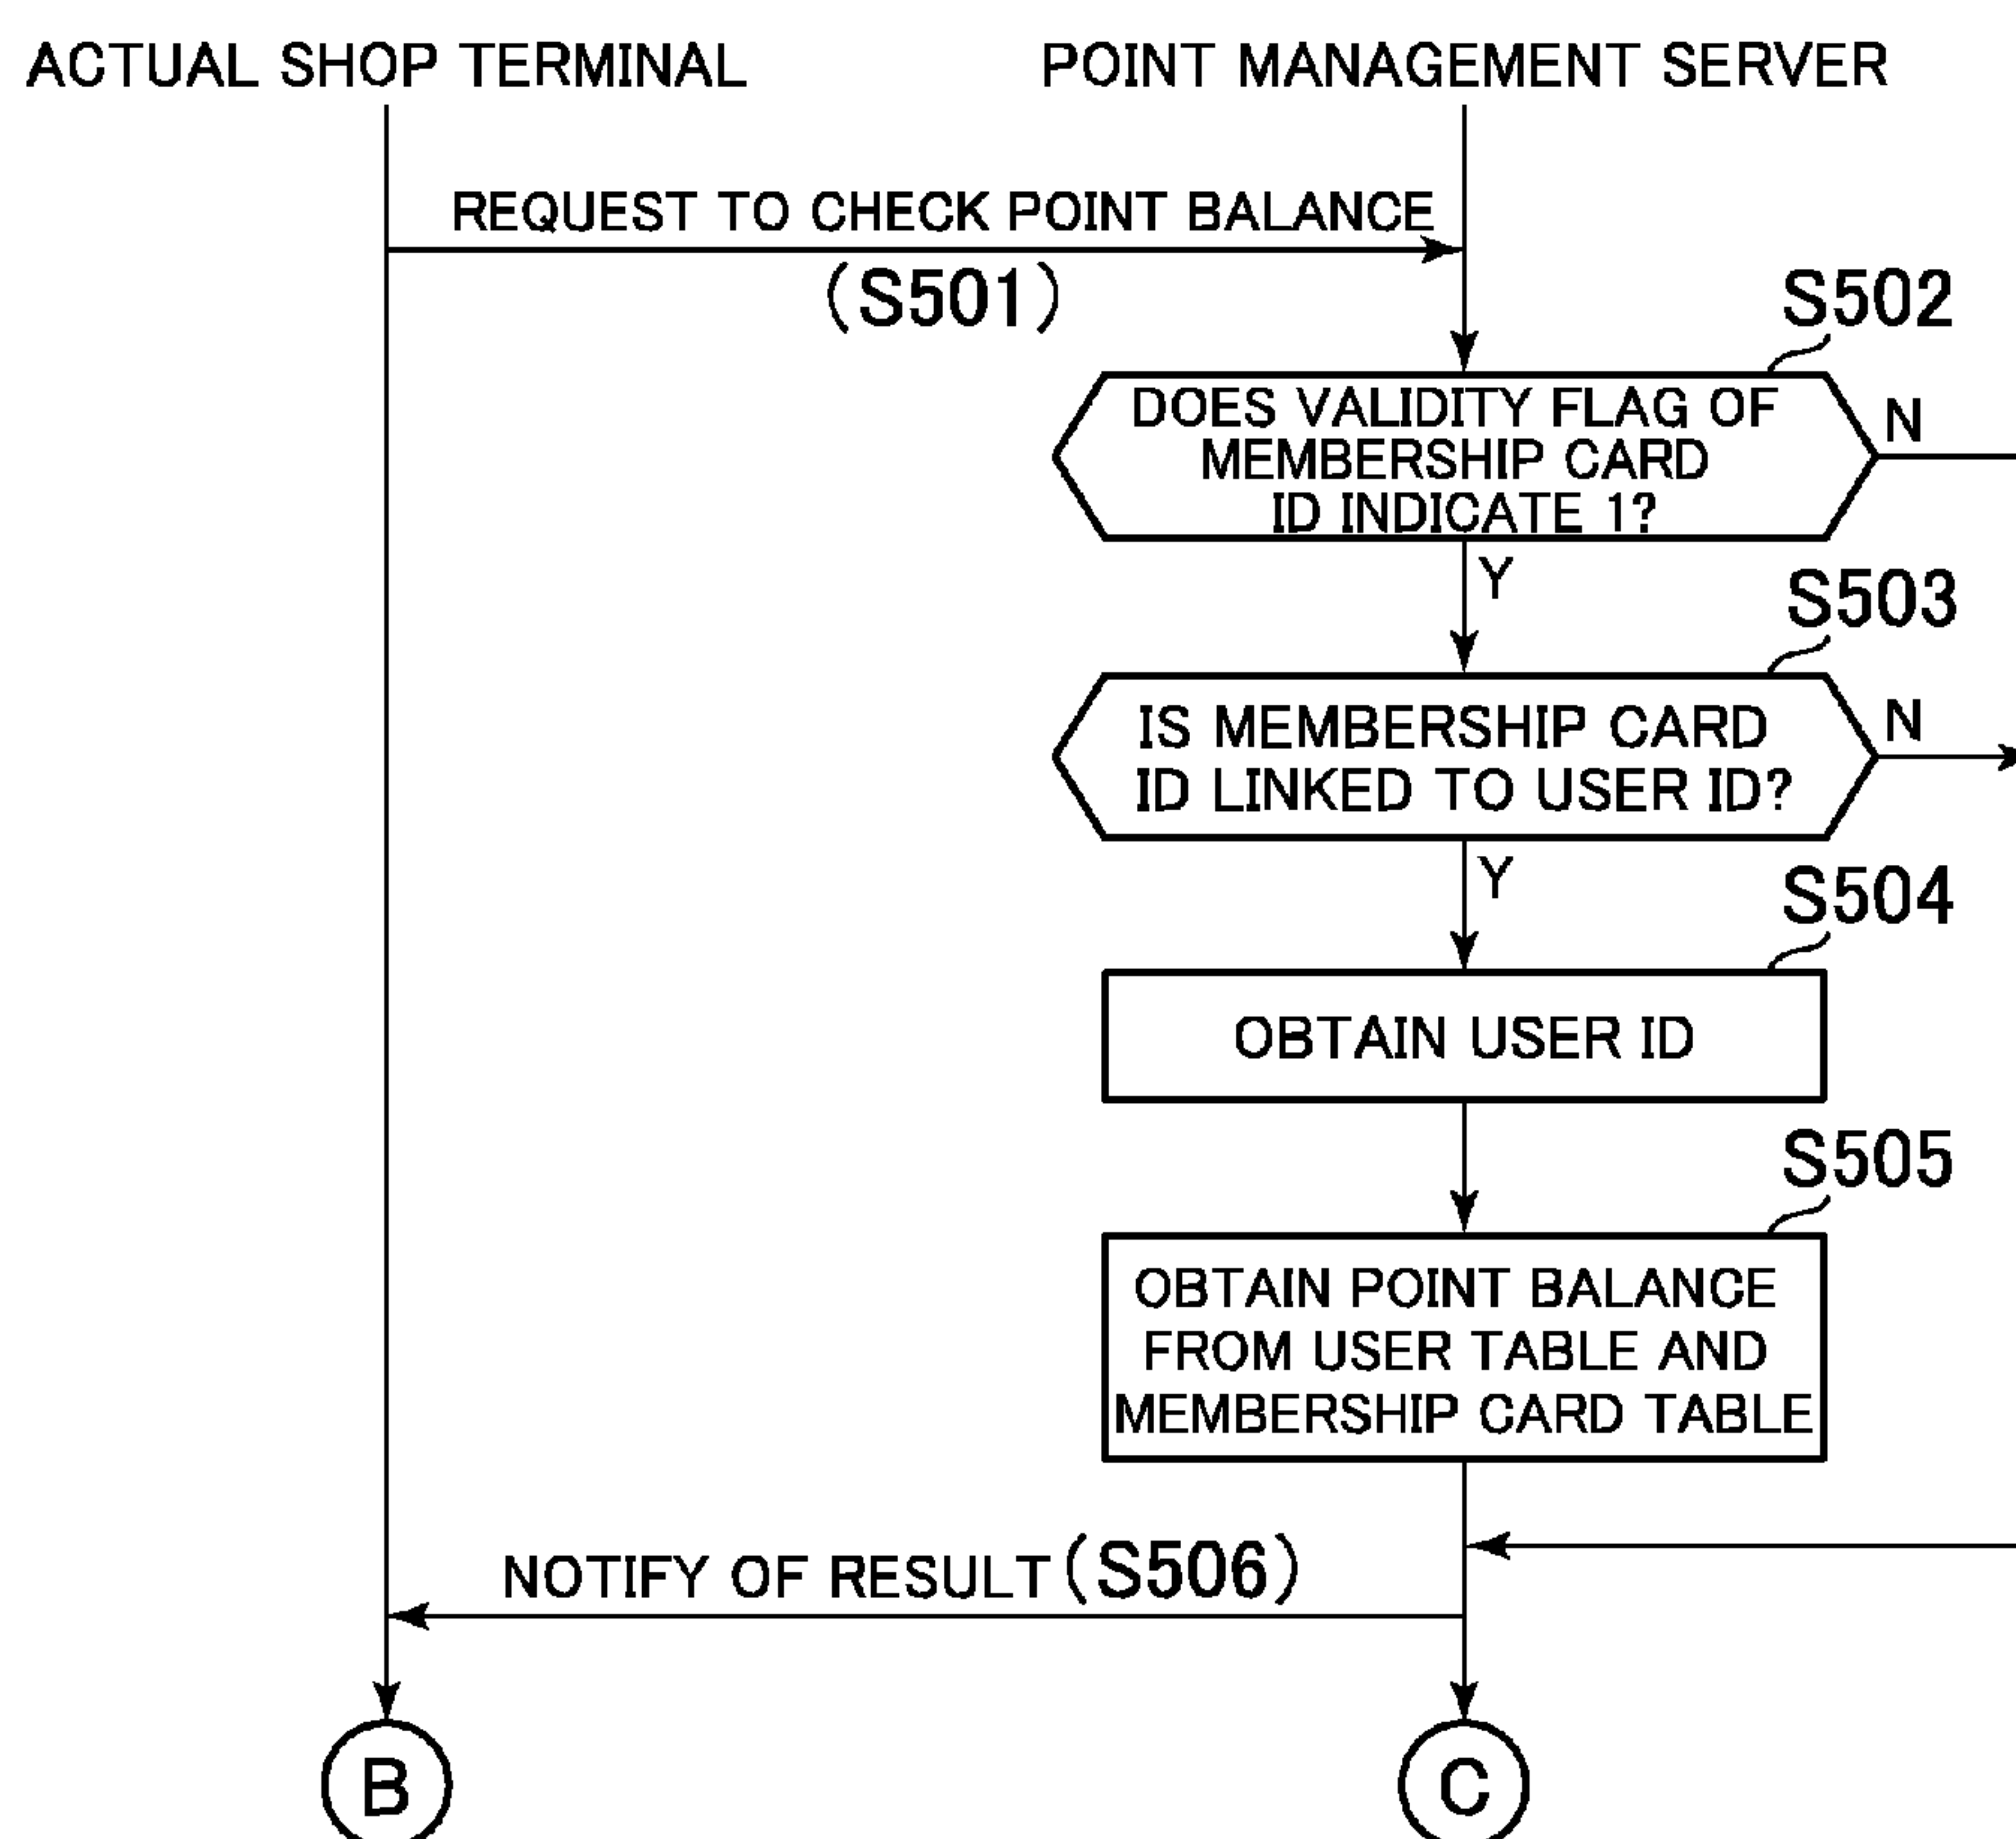 ACTUAL SHOP TERMINAL
POINT MANAGEMENT SERVER
REQUEST TO CHECK POINT BALANCE
(S501)
S502
DOES VALIDITY FLAG OF
MEMBERSHIP CARD
ID INDICATE 1?
N
Y
S503
IS MEMBERSHIP CARD
ID LINKED TO USER ID?
N
Y
S504
OBTAIN USER ID
S505
OBTAIN POINT BALANCE
FROM USER TABLE AND
MEMBERSHIP CARD TABLE
NOTIFY OF RESULT (S506)
B
C